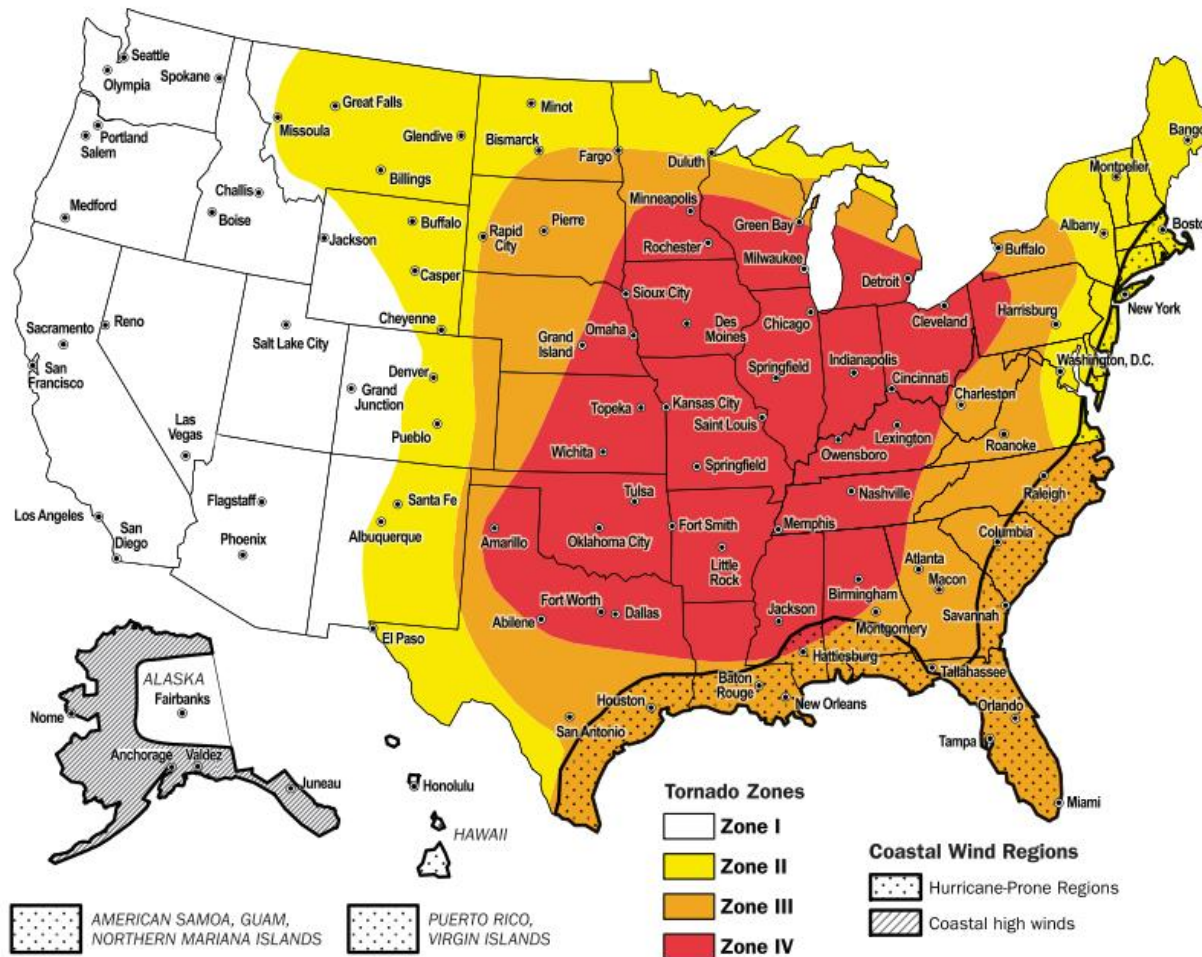 Seattle
Olympia
Spokane
Portland
Salem
Medford
Challis
Boise
Missoula
Great Falls
Glendive
Billings
Minot
Bismarck
Fargo
Duluth
Jackson
Buffalo
Casper
Cheyenne
Rapid
City
Pierre
Minneapolis
Rochester
Green Bay
Milwaukee
Detroit
Buffalo
Albany
Montpelier
Bango
Bosto
New York
Harrisburg
Washington, D.C.
Sacramento
Reno
San
Francisco
Salt Lake City
Las
Vegas
Grand
Junction
Denver
Pueblo
Grand
Island
Omaha
Sioux City
Des
Moines
Chicago
Cleveland
Springfield
Indianapolis
Cincinnati
Charleston
Roanoke
Topeka
Kansas City
Saint Louis
Lexington
Owensboro
Wichita
Springfield
Nashville
Raleigh
Los Angeles
San
Diego
Flagstaff
Phoenix
Santa Fe
Albuquerque
Amarillo
Tulsa
Oklahoma City
Fort Smith
Little
Rock
Memphis
Columbia
Atlanta
Macon
Birmingham
Savannah
El Paso
Abilene
Fort Worth
Dallas
Jackson
Montgomery
Hattiesburg
Tallahassee
Houston
San Antonio
Baton
Rouge
New Orleans
Orlando
Tampa
Miami
ALASKA
Fairbanks
Nome
Anchorage
Valdez
Juneau
Honolulu
HAWAII
Tornado Zones
Zone I
Zone II
Zone III
Zone IV
Coastal Wind Regions
Hurricane-Prone Regions
Coastal high winds
AMERICAN SAMOA, GUAM,
NORTHERN MARIANA ISLANDS
PUERTO RICO,
VIRGIN ISLANDS